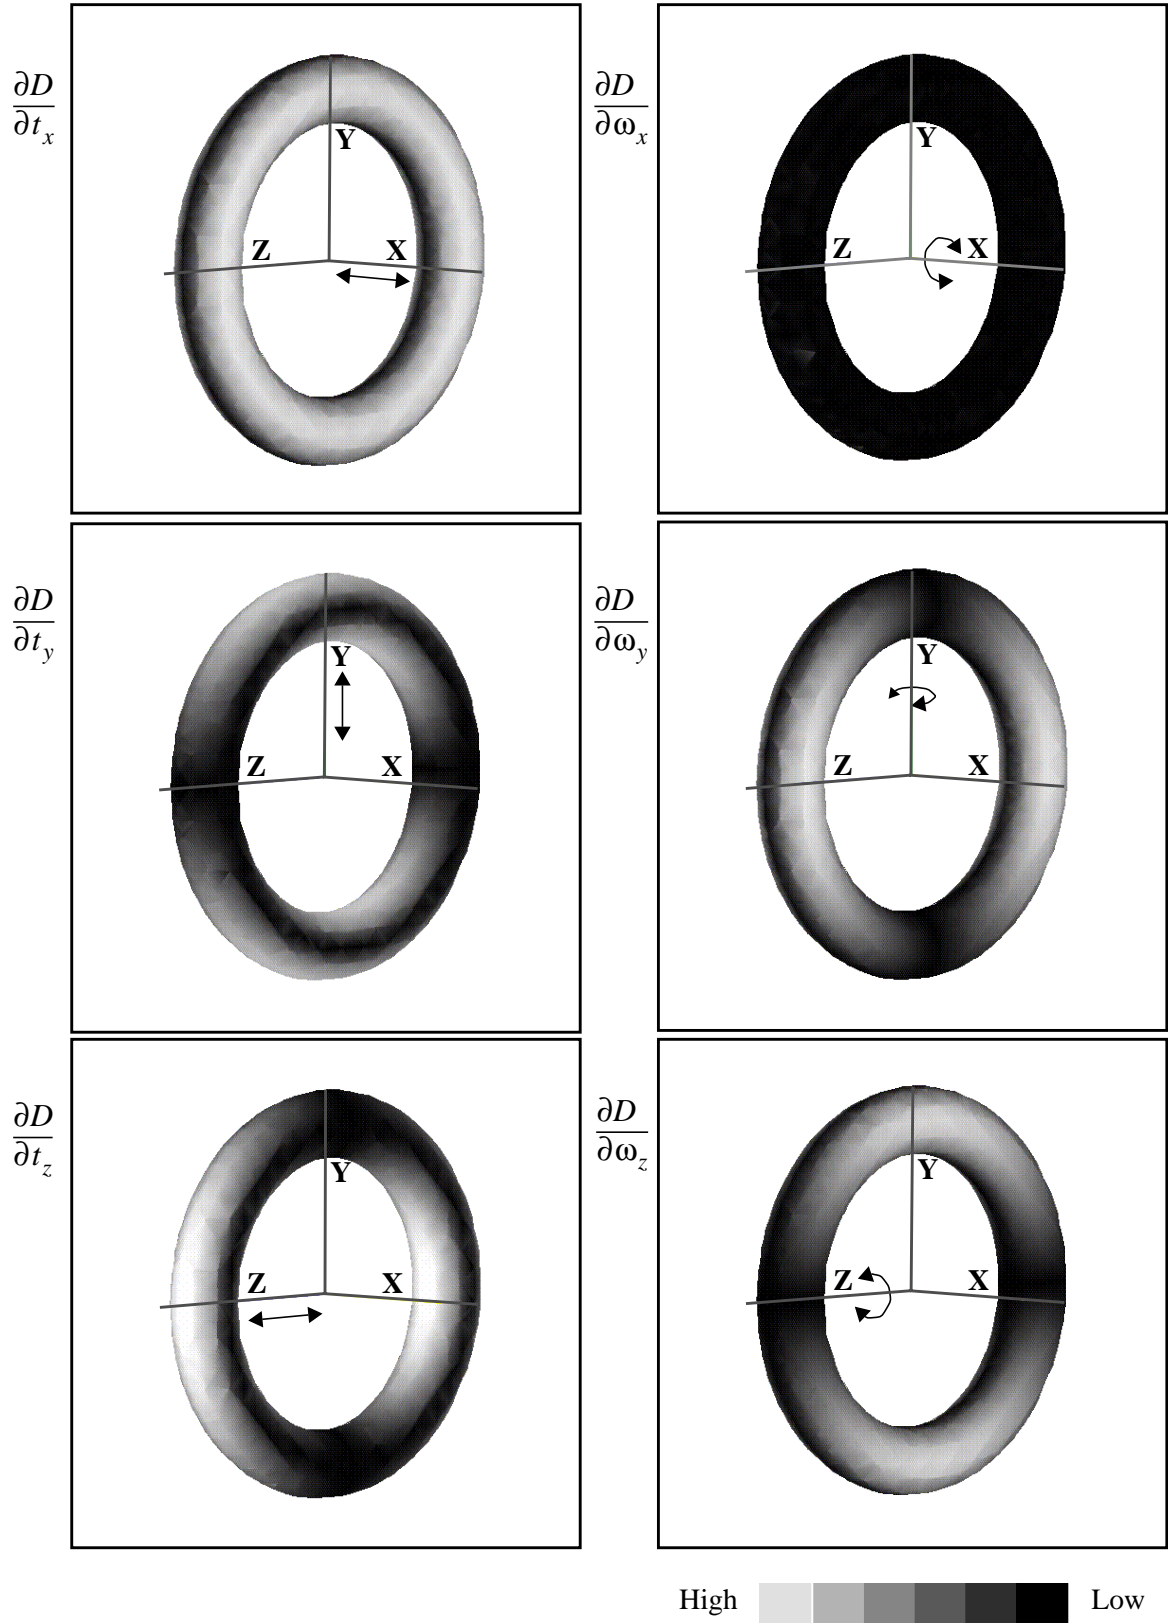 ∂D/∂t_x
Y
Z X
∂D/∂ω_x
Y
Z X
∂D/∂t_y
Y
Z X
∂D/∂ω_y
Y
Z X
∂D/∂t_z
Y
Z X
∂D/∂ω_z
Y
Z X
High Low